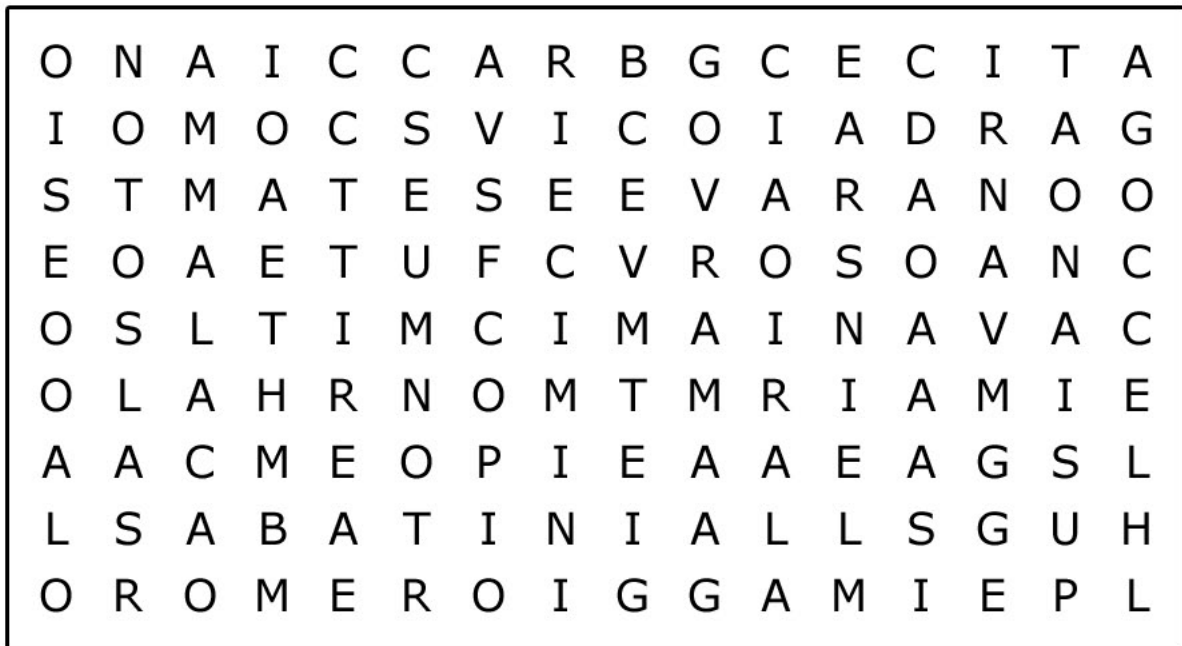 O N A I C C A R B G C E C I T A
I O M O C S V I C O I A D R A G
S T M A T E S E E V A R A N O O
E O A E T U F C V R O S O A N C
O S L T I M C I M A I N A V A C
O L A H R N O M T M R I A M I E
A A C M E O P I E A A E A G S L
L S A B A T I N I A L L S G U H
O R O M E R O I G G A M I E P L